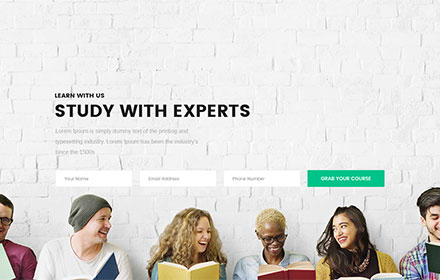 LEARN WITH US
STUDY WITH EXPERTS
Lorem Ipsum is simply dummy text of the printing and
typesetting industry. Lorem Ipsum has been the industry's
since the 1500s
Your Name
Email Address
Phone Number
GRAB YOUR COURSE